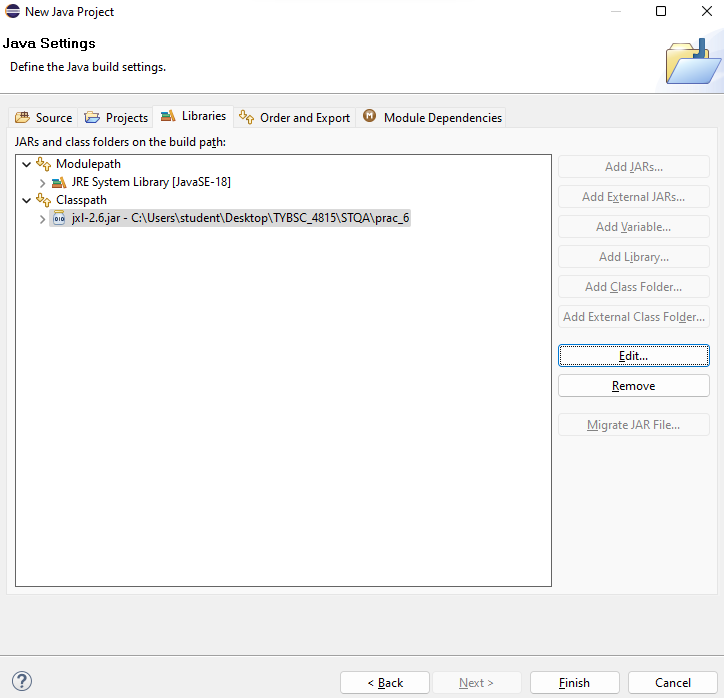 New Java Project
Java Settings
Define the Java build settings.
Source Projects Libraries Order and Export Module Dependencies
JARs and class folders on the build path:
Modulepath
JRE System Library [JavaSE-18]
Classpath
jxl-2.6.jar - C:\Users\student\Desktop\TYBSC_4815\STQA\prac_6
Add JARs...
Add External JARs...
Add Variable...
Add Library...
Add Class Folder...
Add External Class Folder...
Edit...
Remove
Migrate JAR File...
? < Back Next > Finish Cancel